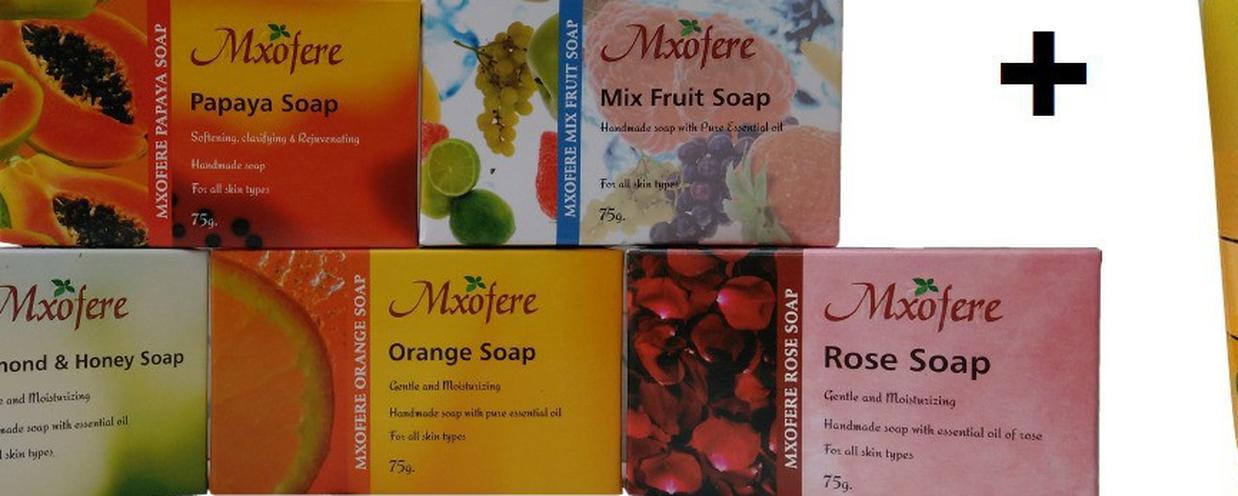 MXOFERE PAPAYA SOAP
Mxofere
Papaya Soap
Softening, clarifying & Rejuvenating
Handmade soap
For all skin types
75g.
MXOFERE MIX FRUIT SOAP
Mxofere
Mix Fruit Soap
Handmade soap with Pure Essential oil
For all skin types
75g.
Mxofere
& Honey Soap
and Moisturizing
soap with essential oil
skin types
MXOFERE ORANGE SOAP
Mxofere
Orange Soap
Gentle and Moisturizing
Handmade soap with pure essential oil
For all skin types
75g.
MXOFERE ROSE SOAP
Mxofere
Rose Soap
Gentle and Moisturizing
Handmade soap with essential oil of rose
For all skin types
75g.
+